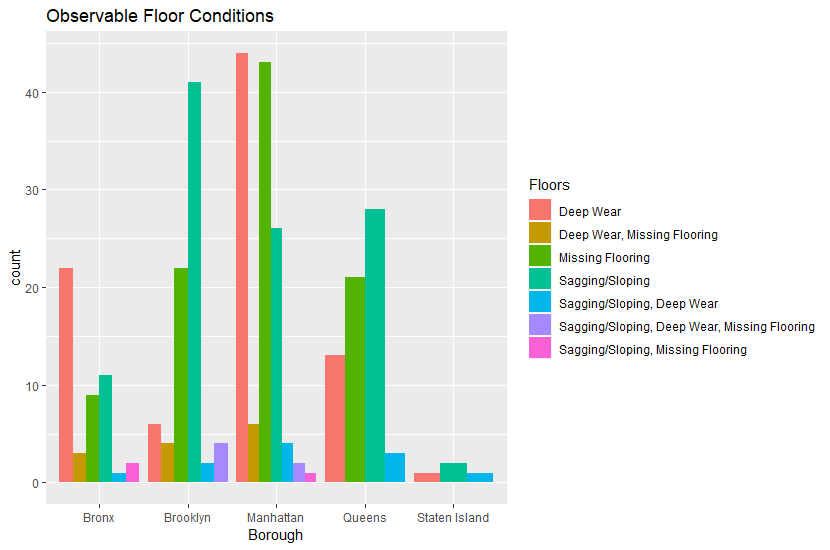 Observable Floor Conditions
count
40
30
20
10
0
Bronx
Brooklyn
Manhattan
Queens
Staten Island
Borough
Floors
Deep Wear
Deep Wear, Missing Flooring
Missing Flooring
Sagging/Sloping
Sagging/Sloping, Deep Wear
Sagging/Sloping, Deep Wear, Missing Flooring
Sagging/Sloping, Missing Flooring